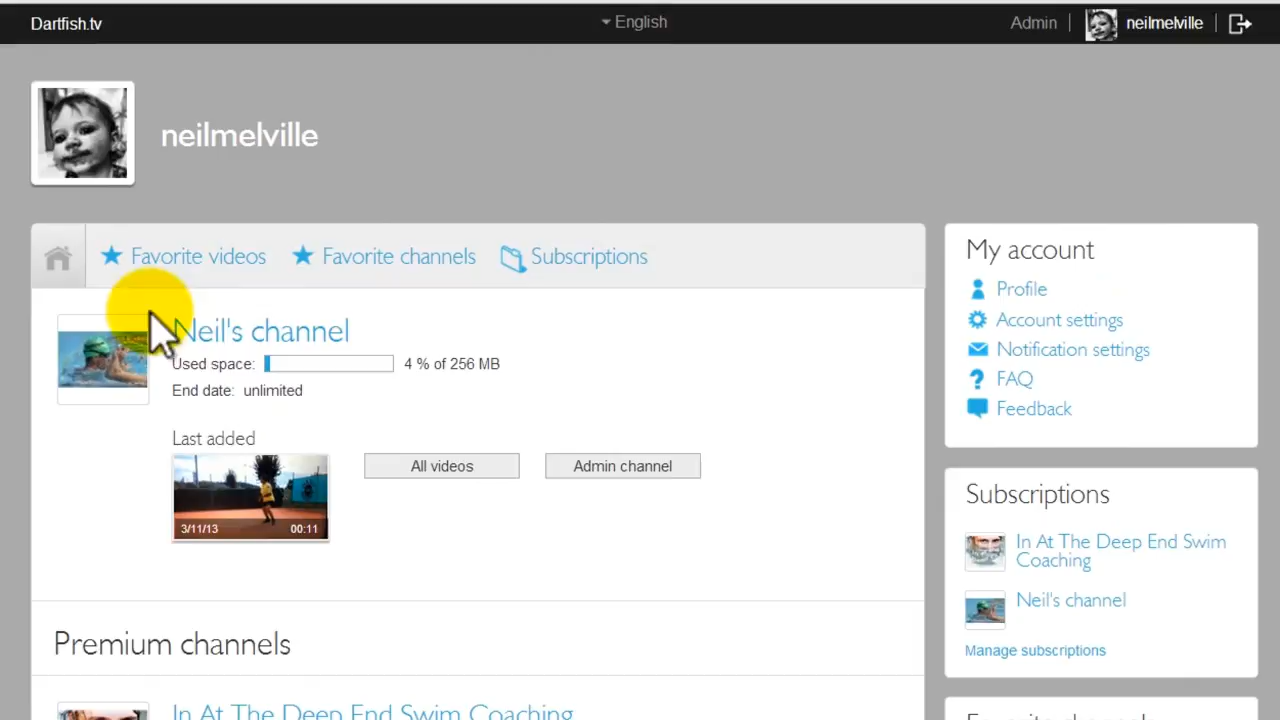 Dartfish.tv
English
Admin
neilmelville
neilmelville
Favorite videos
Favorite channels
Subscriptions
Neil's channel
Used space: 4 % of 256 MB
End date: unlimited
Last added
All videos
Admin channel
3/11/13 00:11
Premium channels
In At The Deep End Swim Coaching
My account
Profile
Account settings
Notification settings
FAQ
Feedback
Subscriptions
In At The Deep End Swim
Coaching
Neil's channel
Manage subscriptions